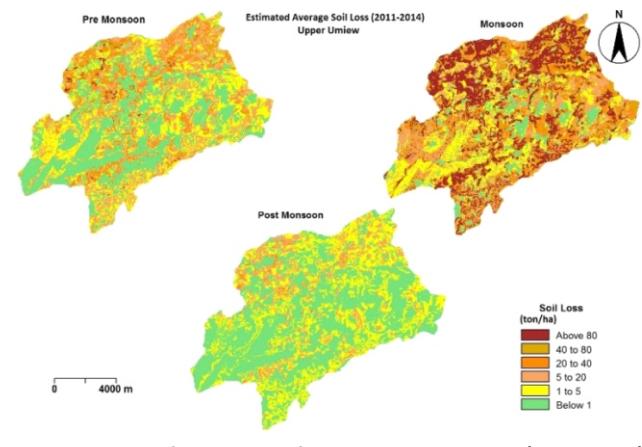 Pre Monsoon
Estimated Average Soil Loss (2011-2014)
Upper Umiew
Monsoon
N
Post Monsoon
Soil Loss
(ton/ha)
Above 80
40 to 80
20 to 40
5 to 20
1 to 5
Below 1
0 4000 m